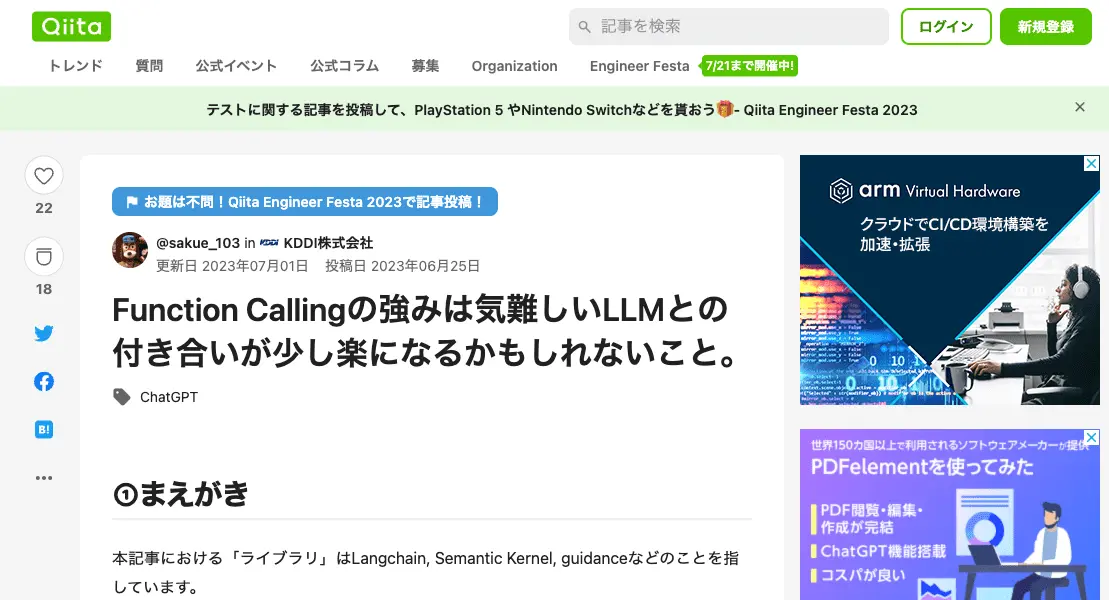 Qiita
記事を検索
ログイン
新規登録
トレンド 質問 公式イベント 公式コラム 募集 Organization Engineer Festa 7/21まで開催中!
テストに関する記事を投稿して、PlayStation 5 やNintendo Switchなどを貰おう🎁- Qiita Engineer Festa 2023
22
18
B!
お題は不問！Qiita Engineer Festa 2023で記事投稿！
@sakue_103 in KDDI KDDI株式会社
更新日 2023年07月01日 投稿日 2023年06月25日
Function Callingの強みは気難しいLLMとの
付き合いが少し楽になるかもしれないこと。
ChatGPT
①まえがき
本記事における「ライブラリ」はLangchain, Semantic Kernel, guidanceなどのことを指
しています。
arm Virtual Hardware
クラウドでCI/CD環境構築を
加速・拡張
世界150カ国以上で利用されるソフトウェアメーカーが提供
PDFelementを使ってみた
PDF閲覧・編集・
作成が完結
ChatGPT機能搭載
コスパが良い